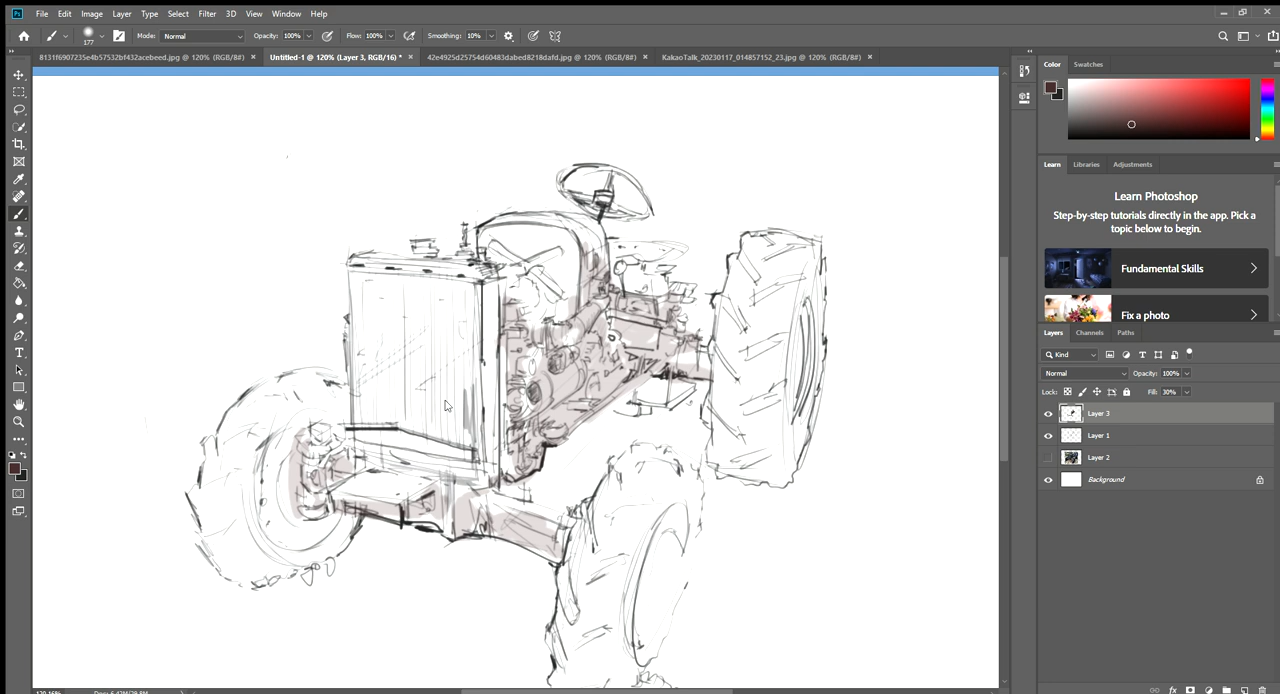 File Edit Image Layer Type Select Filter 3D View Window Help
177 Mode: Normal Opacity: 100% Flow: 100% Smoothing: 10%
8131f6907235e4b57532bf432acebeed.jpg @ 120% (RGB/8#) × Untitled-1 @ 120% (Layer 3, RGB/16) * × 42e4925d25754d60483dabed8218dafd.jpg @ 120% (RGB/8#) × KakaoTalk_20230117_014857152_23.jpg @ 120% (RGB/8#) ×
Color Swatches
Learn Libraries Adjustments
Learn Photoshop
Step-by-step tutorials directly in the app. Pick a
topic below to begin.
Fundamental Skills
Fix a photo
Layers Channels Paths
Kind
Normal Opacity: 100%
Lock: Fill: 30%
Layer 3
Layer 1
Layer 2
Background